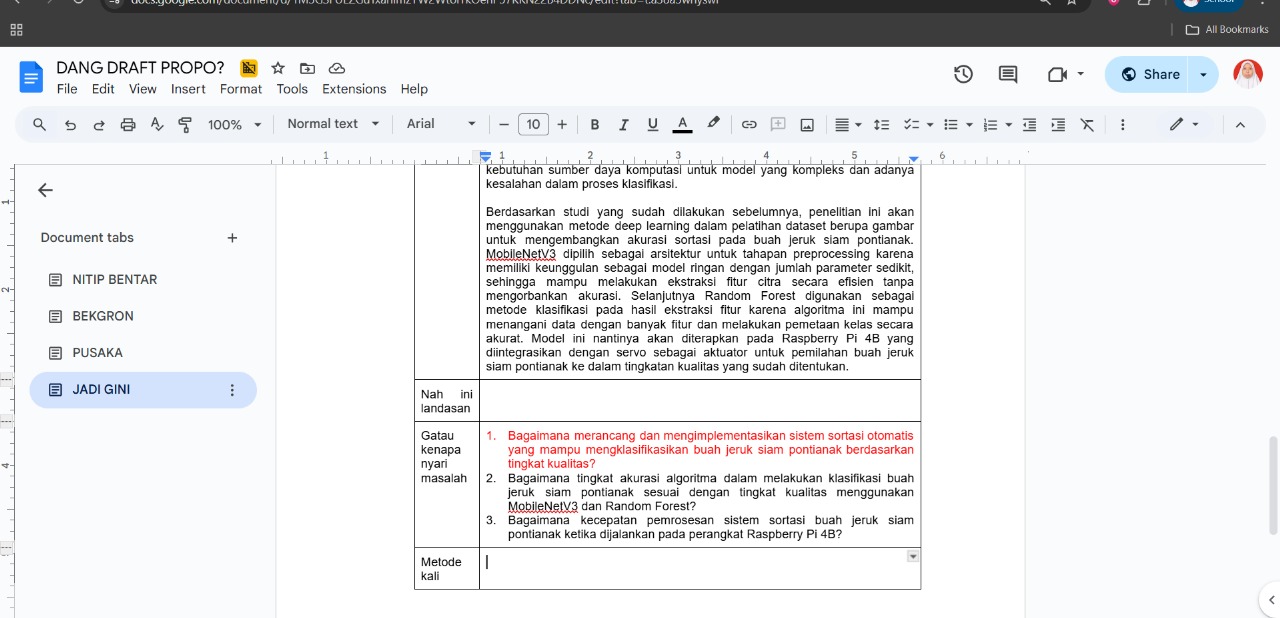 All Bookmarks
DANG DRAFT PROPO?
File Edit View Insert Format Tools Extensions Help
Share
100% Normal text Arial 10
1 1 2 3 4 5 6
Document tabs
NITIP BENTAR
BEKGRON
PUSAKA
JADI GINI
1
2
4
kebutuhan sumber daya komputasi untuk model yang kompleks dan adanya
kesalahan dalam proses klasifikasi.
Berdasarkan studi yang sudah dilakukan sebelumnya, penelitian ini akan
menggunakan metode deep learning dalam pelatihan dataset berupa gambar
untuk mengembangkan akurasi sortasi pada buah jeruk siam pontianak.
MobileNetV3 dipilih sebagai arsitektur untuk tahapan preprocessing karena
memiliki keunggulan sebagai model ringan dengan jumlah parameter sedikit,
sehingga mampu melakukan ekstraksi fitur citra secara efisien tanpa
mengorbankan akurasi. Selanjutnya Random Forest digunakan sebagai
metode klasifikasi pada hasil ekstraksi fitur karena algoritma ini mampu
menangani data dengan banyak fitur dan melakukan pemetaan kelas secara
akurat. Model ini nantinya akan diterapkan pada Raspberry Pi 4B yang
diintegrasikan dengan servo sebagai aktuator untuk pemilahan buah jeruk
siam pontianak ke dalam tingkatan kualitas yang sudah ditentukan.
Nah ini
landasan
Gatau
kenapa
nyari
masalah
1. Bagaimana merancang dan mengimplementasikan sistem sortasi otomatis
yang mampu mengklasifikasikan buah jeruk siam pontianak berdasarkan
tingkat kualitas?
2. Bagaimana tingkat akurasi algoritma dalam melakukan klasifikasi buah
jeruk siam pontianak sesuai dengan tingkat kualitas menggunakan
MobileNetV3 dan Random Forest?
3. Bagaimana kecepatan pemrosesan sistem sortasi buah jeruk siam
pontianak ketika dijalankan pada perangkat Raspberry Pi 4B?
Metode
kali